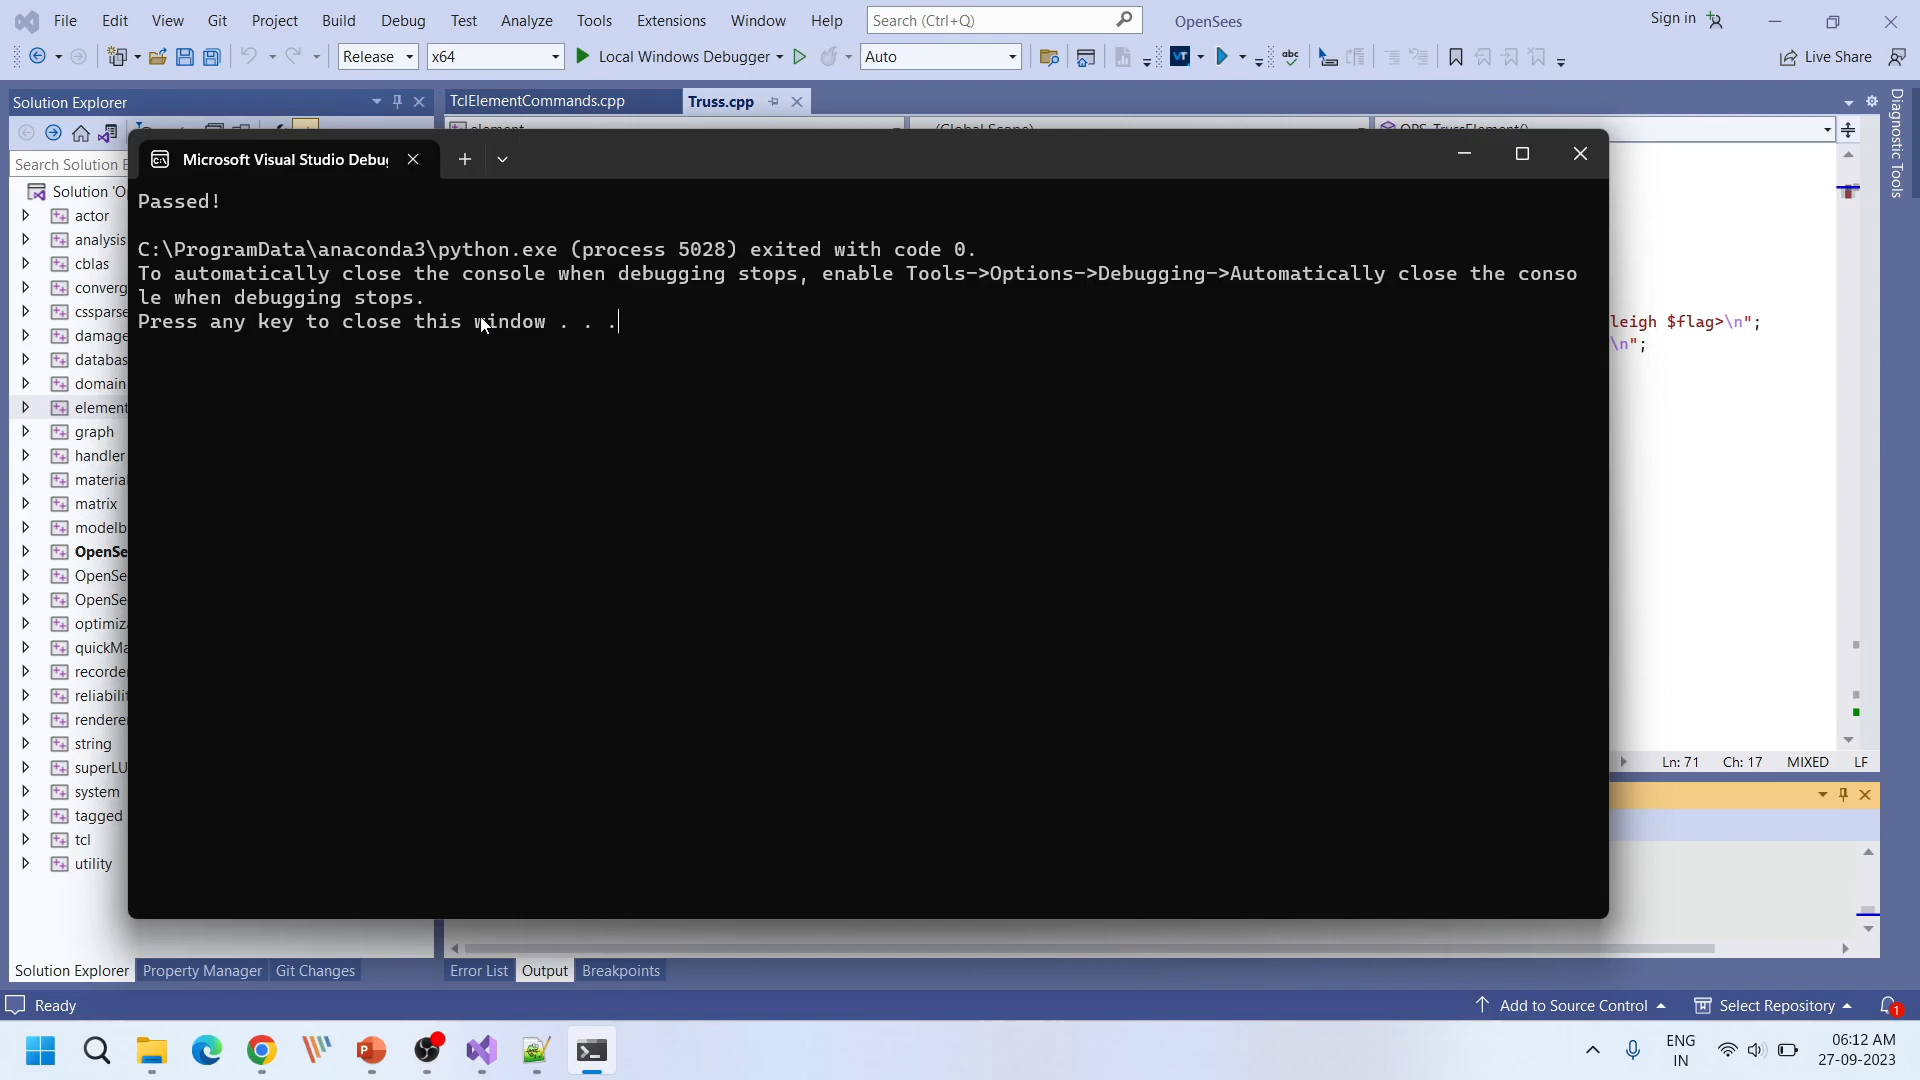 File Edit View Git Project Build Debug Test Analyze Tools Extensions Window Help Search (Ctrl+Q) OpenSees Sign in
Release x64 Local Windows Debugger Auto Live Share
Solution Explorer
TclElementCommands.cpp Truss.cpp
Search Solution E
Microsoft Visual Studio Debug
Passed!
C:\ProgramData\anaconda3\python.exe (process 5028) exited with code 0.
To automatically close the console when debugging stops, enable Tools->Options->Debugging->Automatically close the conso
le when debugging stops.
Press any key to close this window . . .
Solution 'O
actor
analysis
cblas
converg
cssparse
damage
databas
domain
element
graph
handler
material
matrix
modelb
OpenSe
OpenSe
OpenSe
optimiz
quickMa
recorder
reliabilit
renderer
string
superLU
system
tagged
tcl
utility
leigh $flag>\n";
\n";
Diagnostic Tools
Ln: 71 Ch: 17 MIXED LF
Solution Explorer Property Manager Git Changes
Error List Output Breakpoints
Ready Add to Source Control Select Repository 1
ENG
IN
06:12 AM
27-09-2023